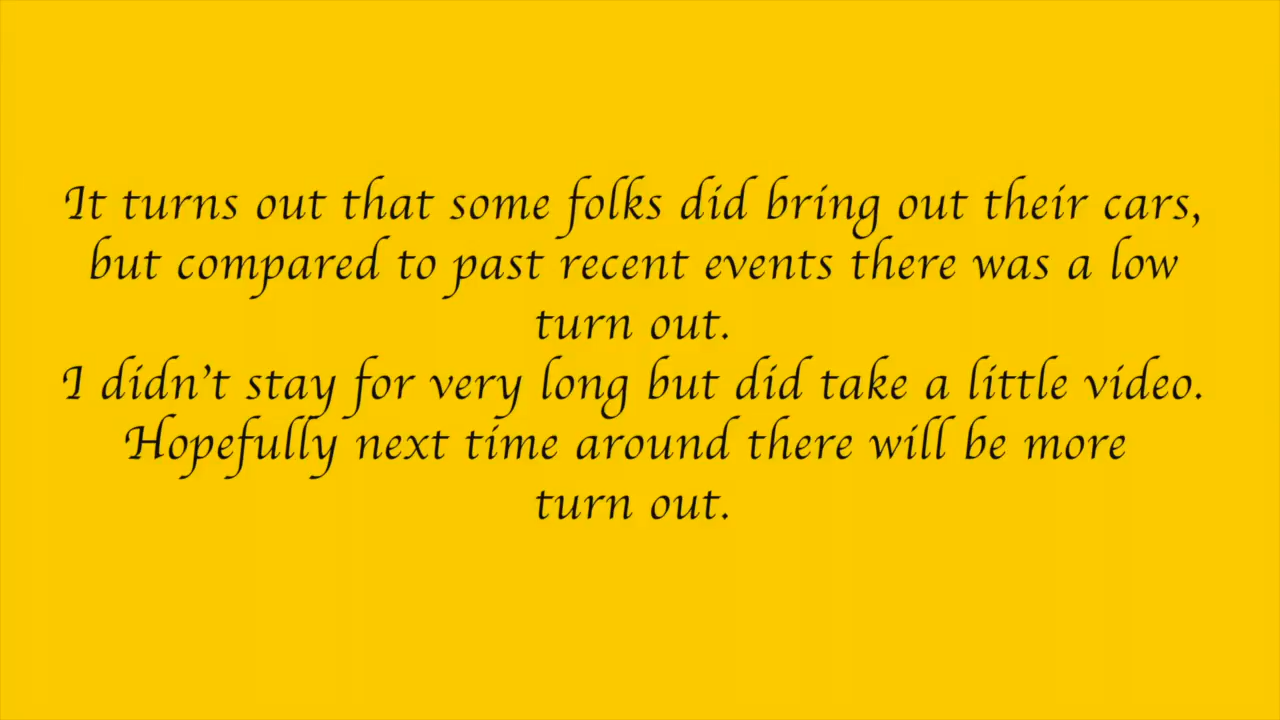 It turns out that some folks did bring out their cars,
but compared to past recent events there was a low
turn out.
I didn't stay for very long but did take a little video.
Hopefully next time around there will be more
turn out.